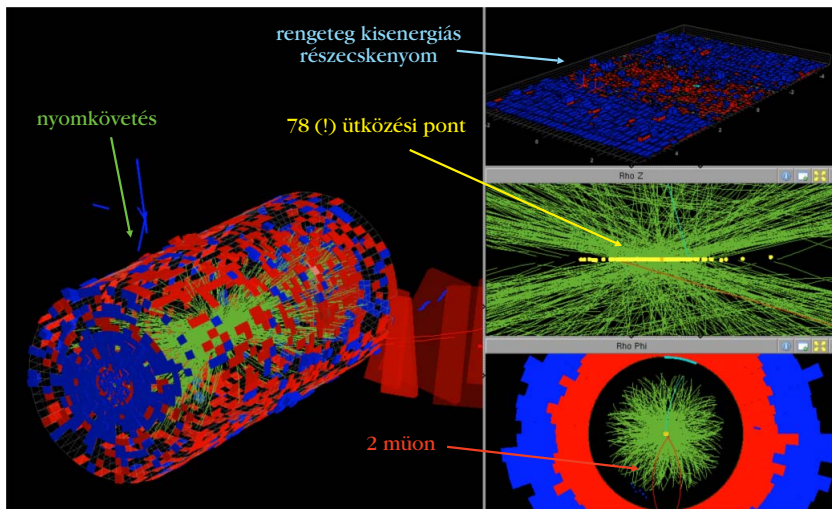 rengeteg kisenergiás
részecskenyom
nyomkövetés
78 (!) ütközési pont
Rho Z
Rho Phi
2 müon